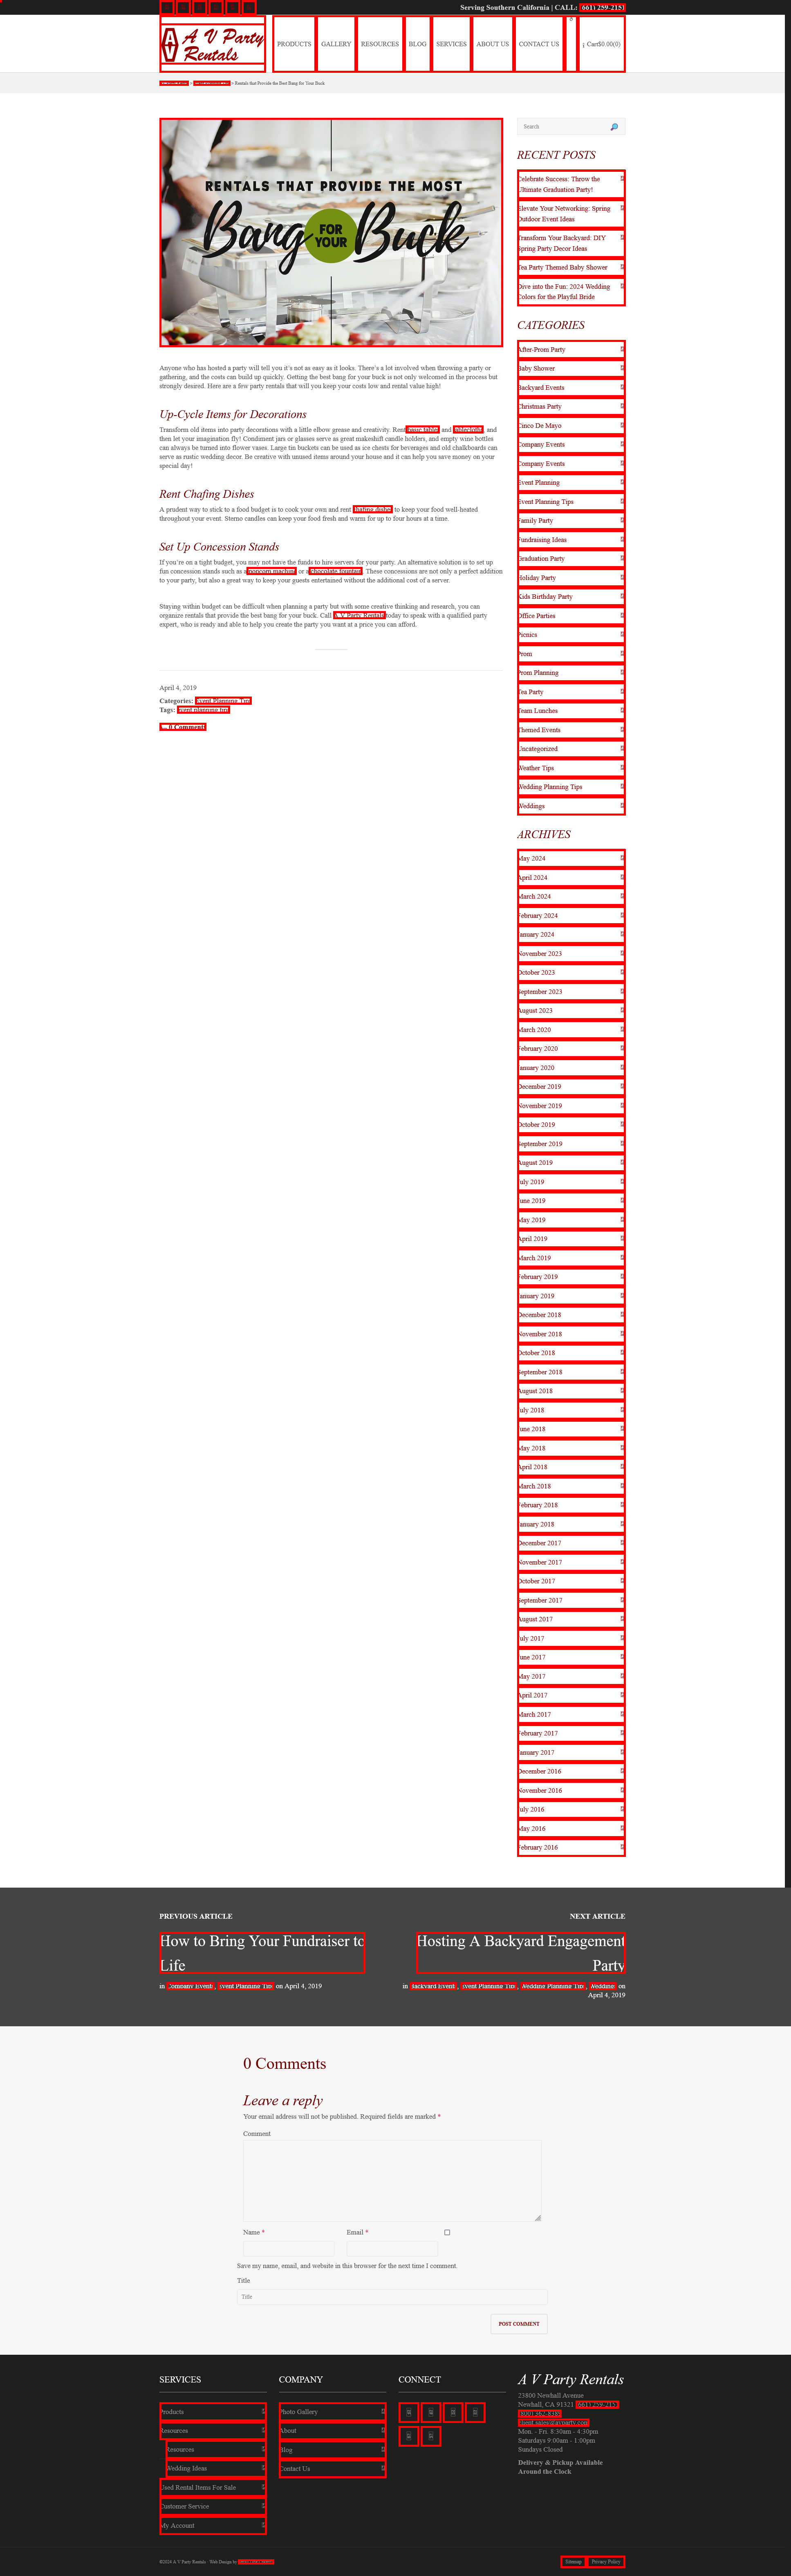 Serving Southern California | CALL: (661) 259-2151
A V Party Rentals
PRODUCTS
GALLERY
RESOURCES
BLOG
SERVICES
ABOUT US
CONTACT US
Cart$0.00(0)
» Rentals that Provide the Best Bang for Your Buck
RENTALS THAT PROVIDE THE MOST
Bang FOR YOUR Buck
Anyone who has hosted a party will tell you it's not as easy as it looks. There's a lot involved when throwing a party or
gathering, and the costs can build up quickly. Getting the best bang for your buck is not only welcomed in the process but
strongly desired. Here are a few party rentals that will you keep your costs low and rental value high!
Up-Cycle Items for Decorations
Transform old items into party decorations with a little elbow grease and creativity. Rent and tablecloths, and
then let your imagination fly! Condiment jars or glasses serve as great makeshift candle holders, and empty wine bottles
can always be turned into flower vases. Large tin buckets can be used as ice chests for beverages and old chalkboards can
serve as rustic wedding decor. Be creative with unused items around your house and it can help you save money on your
special day!
Rent Chafing Dishes
A prudent way to stick to a food budget is to cook your own and rent chafing dishes to keep your food well-heated
throughout your event. Sterno candles can keep your food fresh and warm for up to four hours at a time.
Set Up Concession Stands
If you're on a tight budget, you may not have the funds to hire servers for your party. An alternative solution is to set up
fun concession stands such as a popcorn machine or a chocolate fountain. These concessions are not only a perfect addition
to your party, but also a great way to keep your guests entertained without the additional cost of a server.
Staying within budget can be difficult when planning a party but with some creative thinking and research, you can
organize rentals that provide the best bang for your buck. Call A V Party Rentals today to speak with a qualified party
expert, who is ready and able to help you create the party you want at a price you can afford.
April 4, 2019
Categories: Event Planning Tips
Tags: event planning tips
0 Comments
Search
RECENT POSTS
Celebrate Success: Throw the
Ultimate Graduation Party!
Elevate Your Networking: Spring
Outdoor Event Ideas
Transform Your Backyard: DIY
Spring Party Decor Ideas
Tea Party Themed Baby Shower
Dive into the Fun: 2024 Wedding
Colors for the Playful Bride
CATEGORIES
After-Prom Party
Baby Shower
Backyard Events
Christmas Party
Cinco De Mayo
Company Events
Company Events
Event Planning
Event Planning Tips
Family Party
Fundraising Ideas
Graduation Party
Holiday Party
Kids Birthday Party
Office Parties
Picnics
Prom
Prom Planning
Tea Party
Team Lunches
Themed Events
Uncategorized
Weather Tips
Wedding Planning Tips
Weddings
ARCHIVES
May 2024
April 2024
March 2024
February 2024
January 2024
November 2023
October 2023
September 2023
August 2023
March 2020
February 2020
January 2020
December 2019
November 2019
October 2019
September 2019
August 2019
July 2019
June 2019
May 2019
April 2019
March 2019
February 2019
January 2019
December 2018
November 2018
October 2018
September 2018
August 2018
July 2018
June 2018
May 2018
April 2018
March 2018
February 2018
January 2018
December 2017
November 2017
October 2017
September 2017
August 2017
July 2017
June 2017
May 2017
April 2017
March 2017
February 2017
January 2017
December 2016
November 2016
July 2016
May 2016
February 2016
PREVIOUS ARTICLE
How to Bring Your Fundraiser to
Life
in Company Events, Event Planning Tips on April 4, 2019
NEXT ARTICLE
Hosting A Backyard Engagement
Party
in Backyard Events, Event Planning Tips, Wedding Planning Tips, Weddings on
April 4, 2019
0 Comments
Leave a reply
Your email address will not be published. Required fields are marked *
Comment
Name *
Email *
Save my name, email, and website in this browser for the next time I comment.
Title
Title
POST COMMENT
SERVICES
Products
Resources
Resources
Wedding Ideas
Used Rental Items For Sale
Customer Service
My Account
COMPANY
Photo Gallery
About
Blog
Contact Us
CONNECT
A V Party Rentals
23800 Newhall Avenue
Newhall, CA 91321 (661) 259-2151
Mon. - Fri. 8:30am - 4:30pm
Saturdays 9:00am - 1:00pm
Sundays Closed
Delivery & Pickup Available
Around the Clock
©2024 A V Party Rentals · Web Design by
Sitemap
Privacy Policy